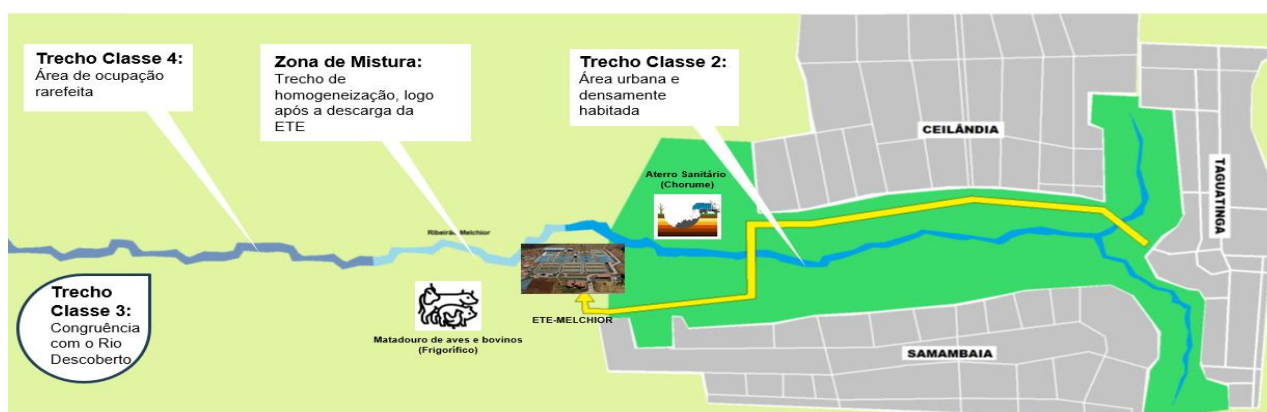 Trecho Classe 4:
Área de ocupação
rarefeita
Zona de Mistura:
Trecho de
homogeneização, logo
após a descarga da
ETE
Trecho Classe 2:
Área urbana e
densamente
habitada
CEILÂNDIA
TAGUATINGA
Aterro Sanitário
(Chorume)
Ribeirão Melchior
Trecho
Classe 3:
Congruência
com o Rio
Descoberto
Matadouro de aves e bovinos
(Frigorífico)
ETE-MELCHIOR
SAMAMBAIA